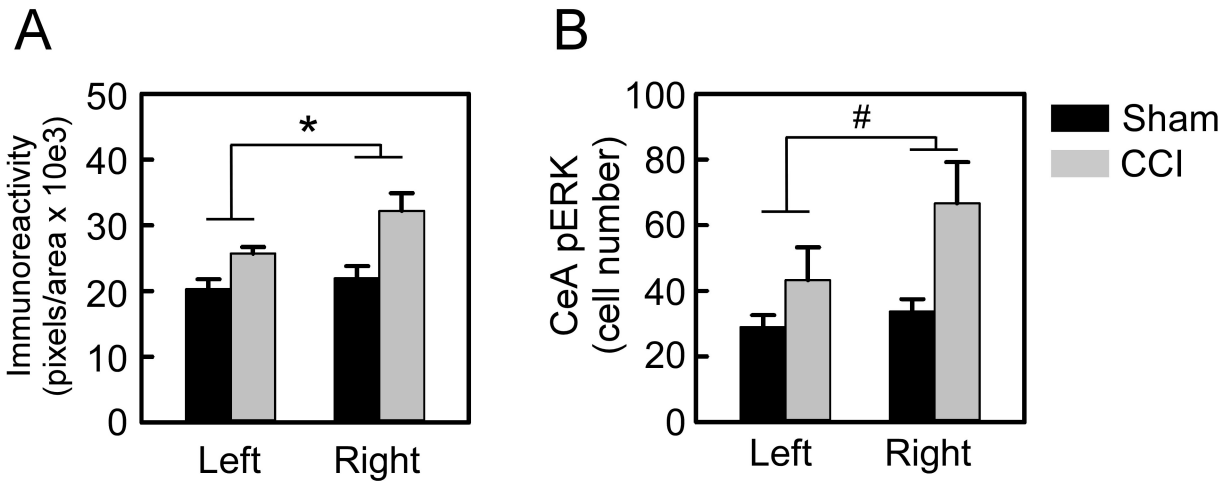 A
Immunoreactivity
(pixels/area x 10e3)
50
40
30
20
10
0
*
Left Right
B
CeA pERK
(cell number)
100
80
60
40
20
0
#
Left Right
Sham
CCI